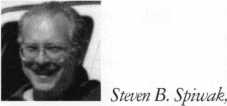 Steven B. Spiwak,